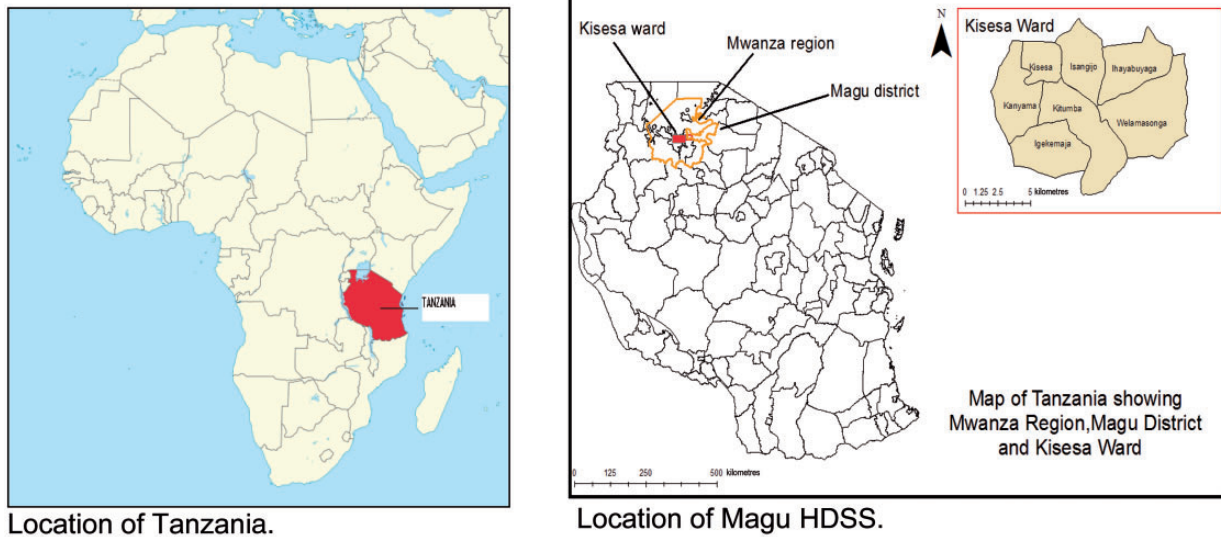 TANZANIA
Location of Tanzania.
Kisesa ward
Mwanza region
Magu district
N
Kisesa Ward
Kisesa
Isangijo
Ihayabuyaga
Kanyama
Kitumba
Welamasonga
Igekemaja
0 1.25 2.5 5 kilometres
Map of Tanzania showing
Mwanza Region,Magu District
and Kisesa Ward
0 125 250 500 kilometres
Location of Magu HDSS.